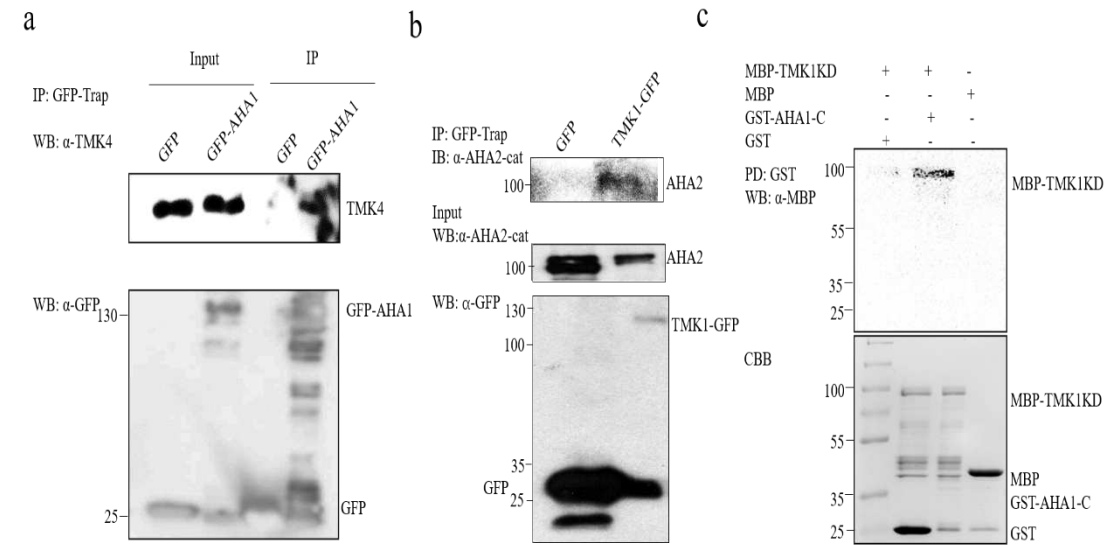 a
Input IP
IP: GFP-Trap
WB: α-TMK4
GFP GFP-AHA1 GFP GFP-AHA1
TMK4
WB: α-GFP
130
GFP-AHA1
25
GFP
b
IP: GFP-Trap
IB: α-AHA2-cat
GFP TMK1-GFP
100
AHA2
Input
WB:α-AHA2-cat
100
AHA2
WB: α-GFP
130
TMK1-GFP
100
35
GFP
25
c
MBP-TMK1KD + + -
MBP - - +
GST-AHA1-C - + -
GST + - -
PD: GST
WB: α-MBP
100
MBP-TMK1KD
55
35
25
CBB
100
MBP-TMK1KD
55
MBP
35
GST-AHA1-C
25
GST